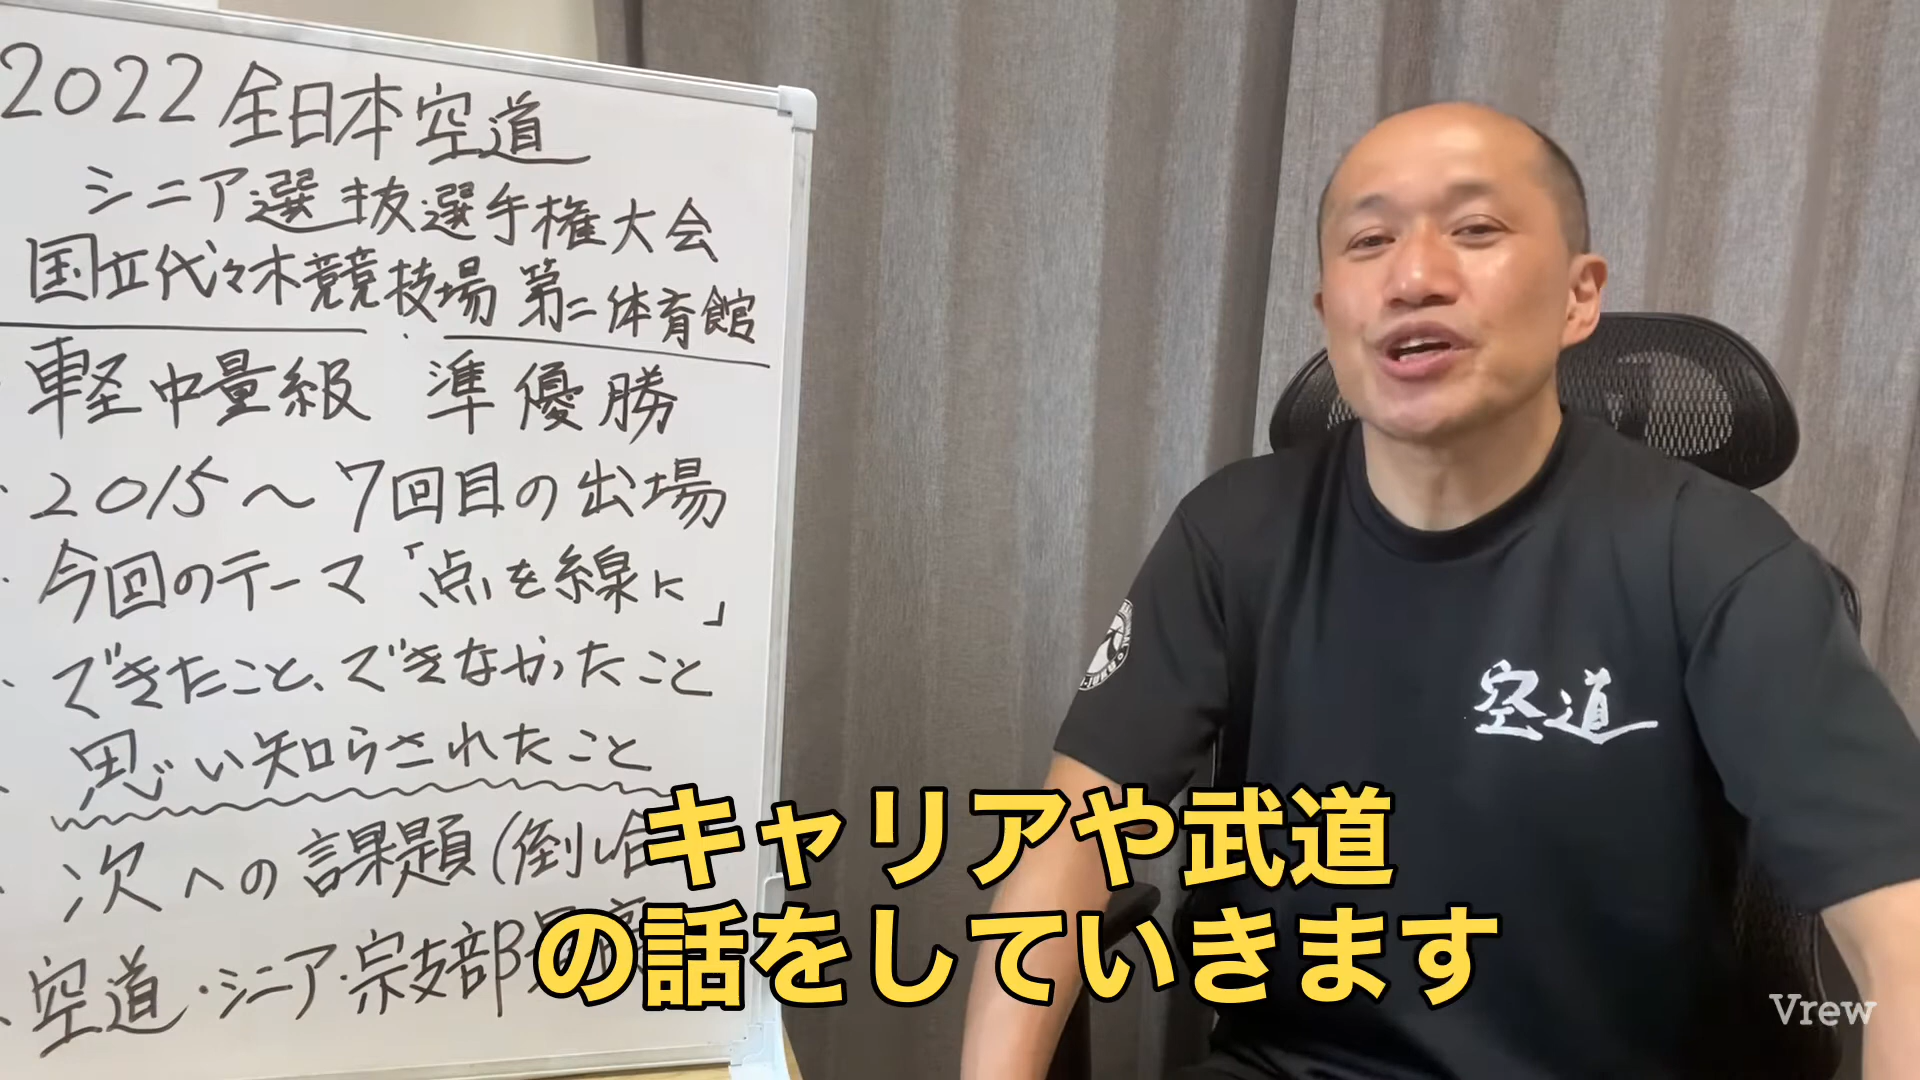 2022全日本空道
シニア選抜選手権大会
国立代々木競技場 第二体育館
軽中量級 準優勝
・2015〜7回目の出場
・今回のテーマ「点を線に」
・できたこと、できなかったこと
・思い知らされたこと
・次への課題(倒し
・空道・シニア・宗支部
空道
キャリアや武道
の話をしていきます
Vrew